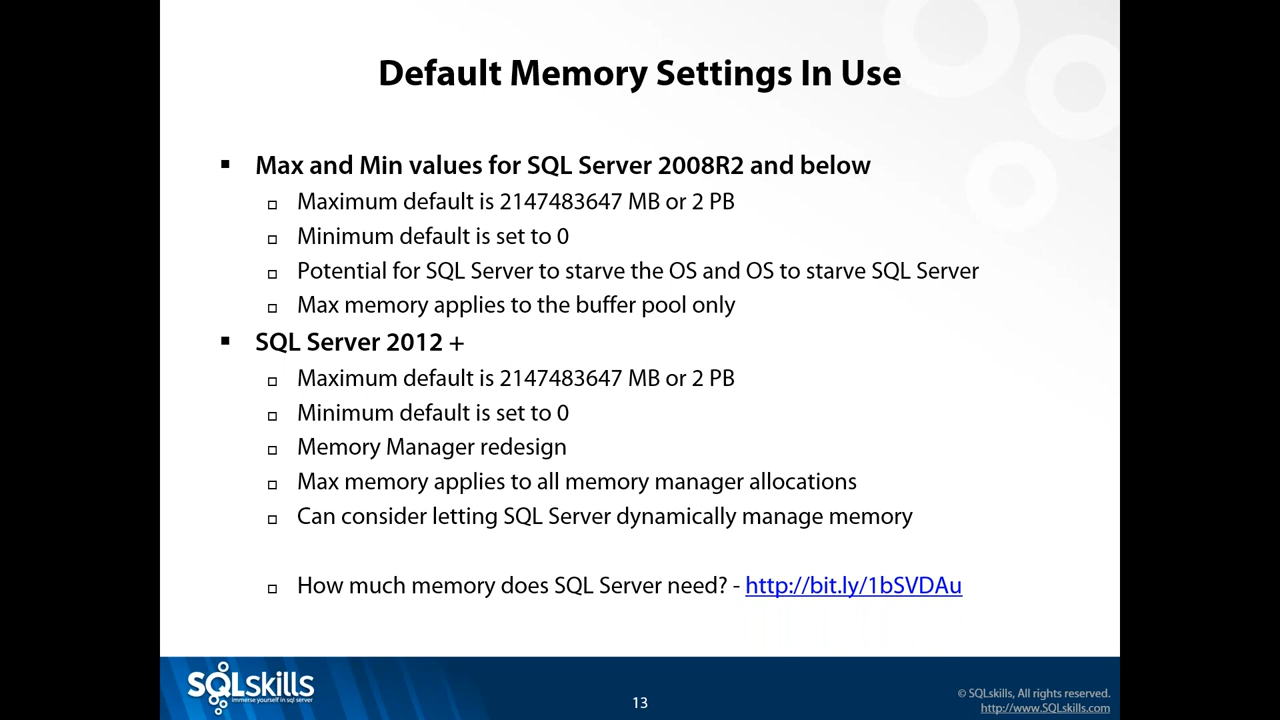 Default Memory Settings In Use
Max and Min values for SQL Server 2008R2 and below
Maximum default is 2147483647 MB or 2 PB
Minimum default is set to 0
Potential for SQL Server to starve the OS and OS to starve SQL Server
Max memory applies to the buffer pool only
SQL Server 2012 +
Maximum default is 2147483647 MB or 2 PB
Minimum default is set to 0
Memory Manager redesign
Max memory applies to all memory manager allocations
Can consider letting SQL Server dynamically manage memory
How much memory does SQL Server need? - http://bit.ly/1bSVDAu
SQLskills
immerse yourself in sql server
13
© SQLskills, All rights reserved.
http://www.SQLskills.com